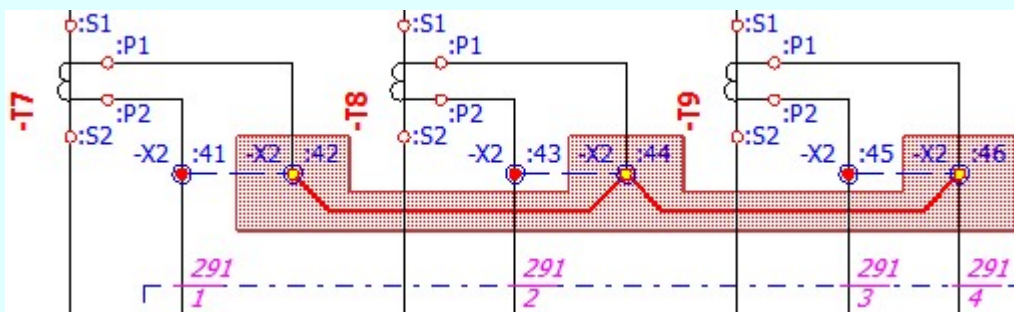 :S1 :S1 :S1
:P1 :P1 :P1
-T7 -T8 -T9
:P2 :P2 :P2
:S2 :S2 :S2
-X2 :41 -X2 :42 -X2 :43 -X2 :44 -X2 :45 -X2 :46
291 291 291 291
1 2 3 4